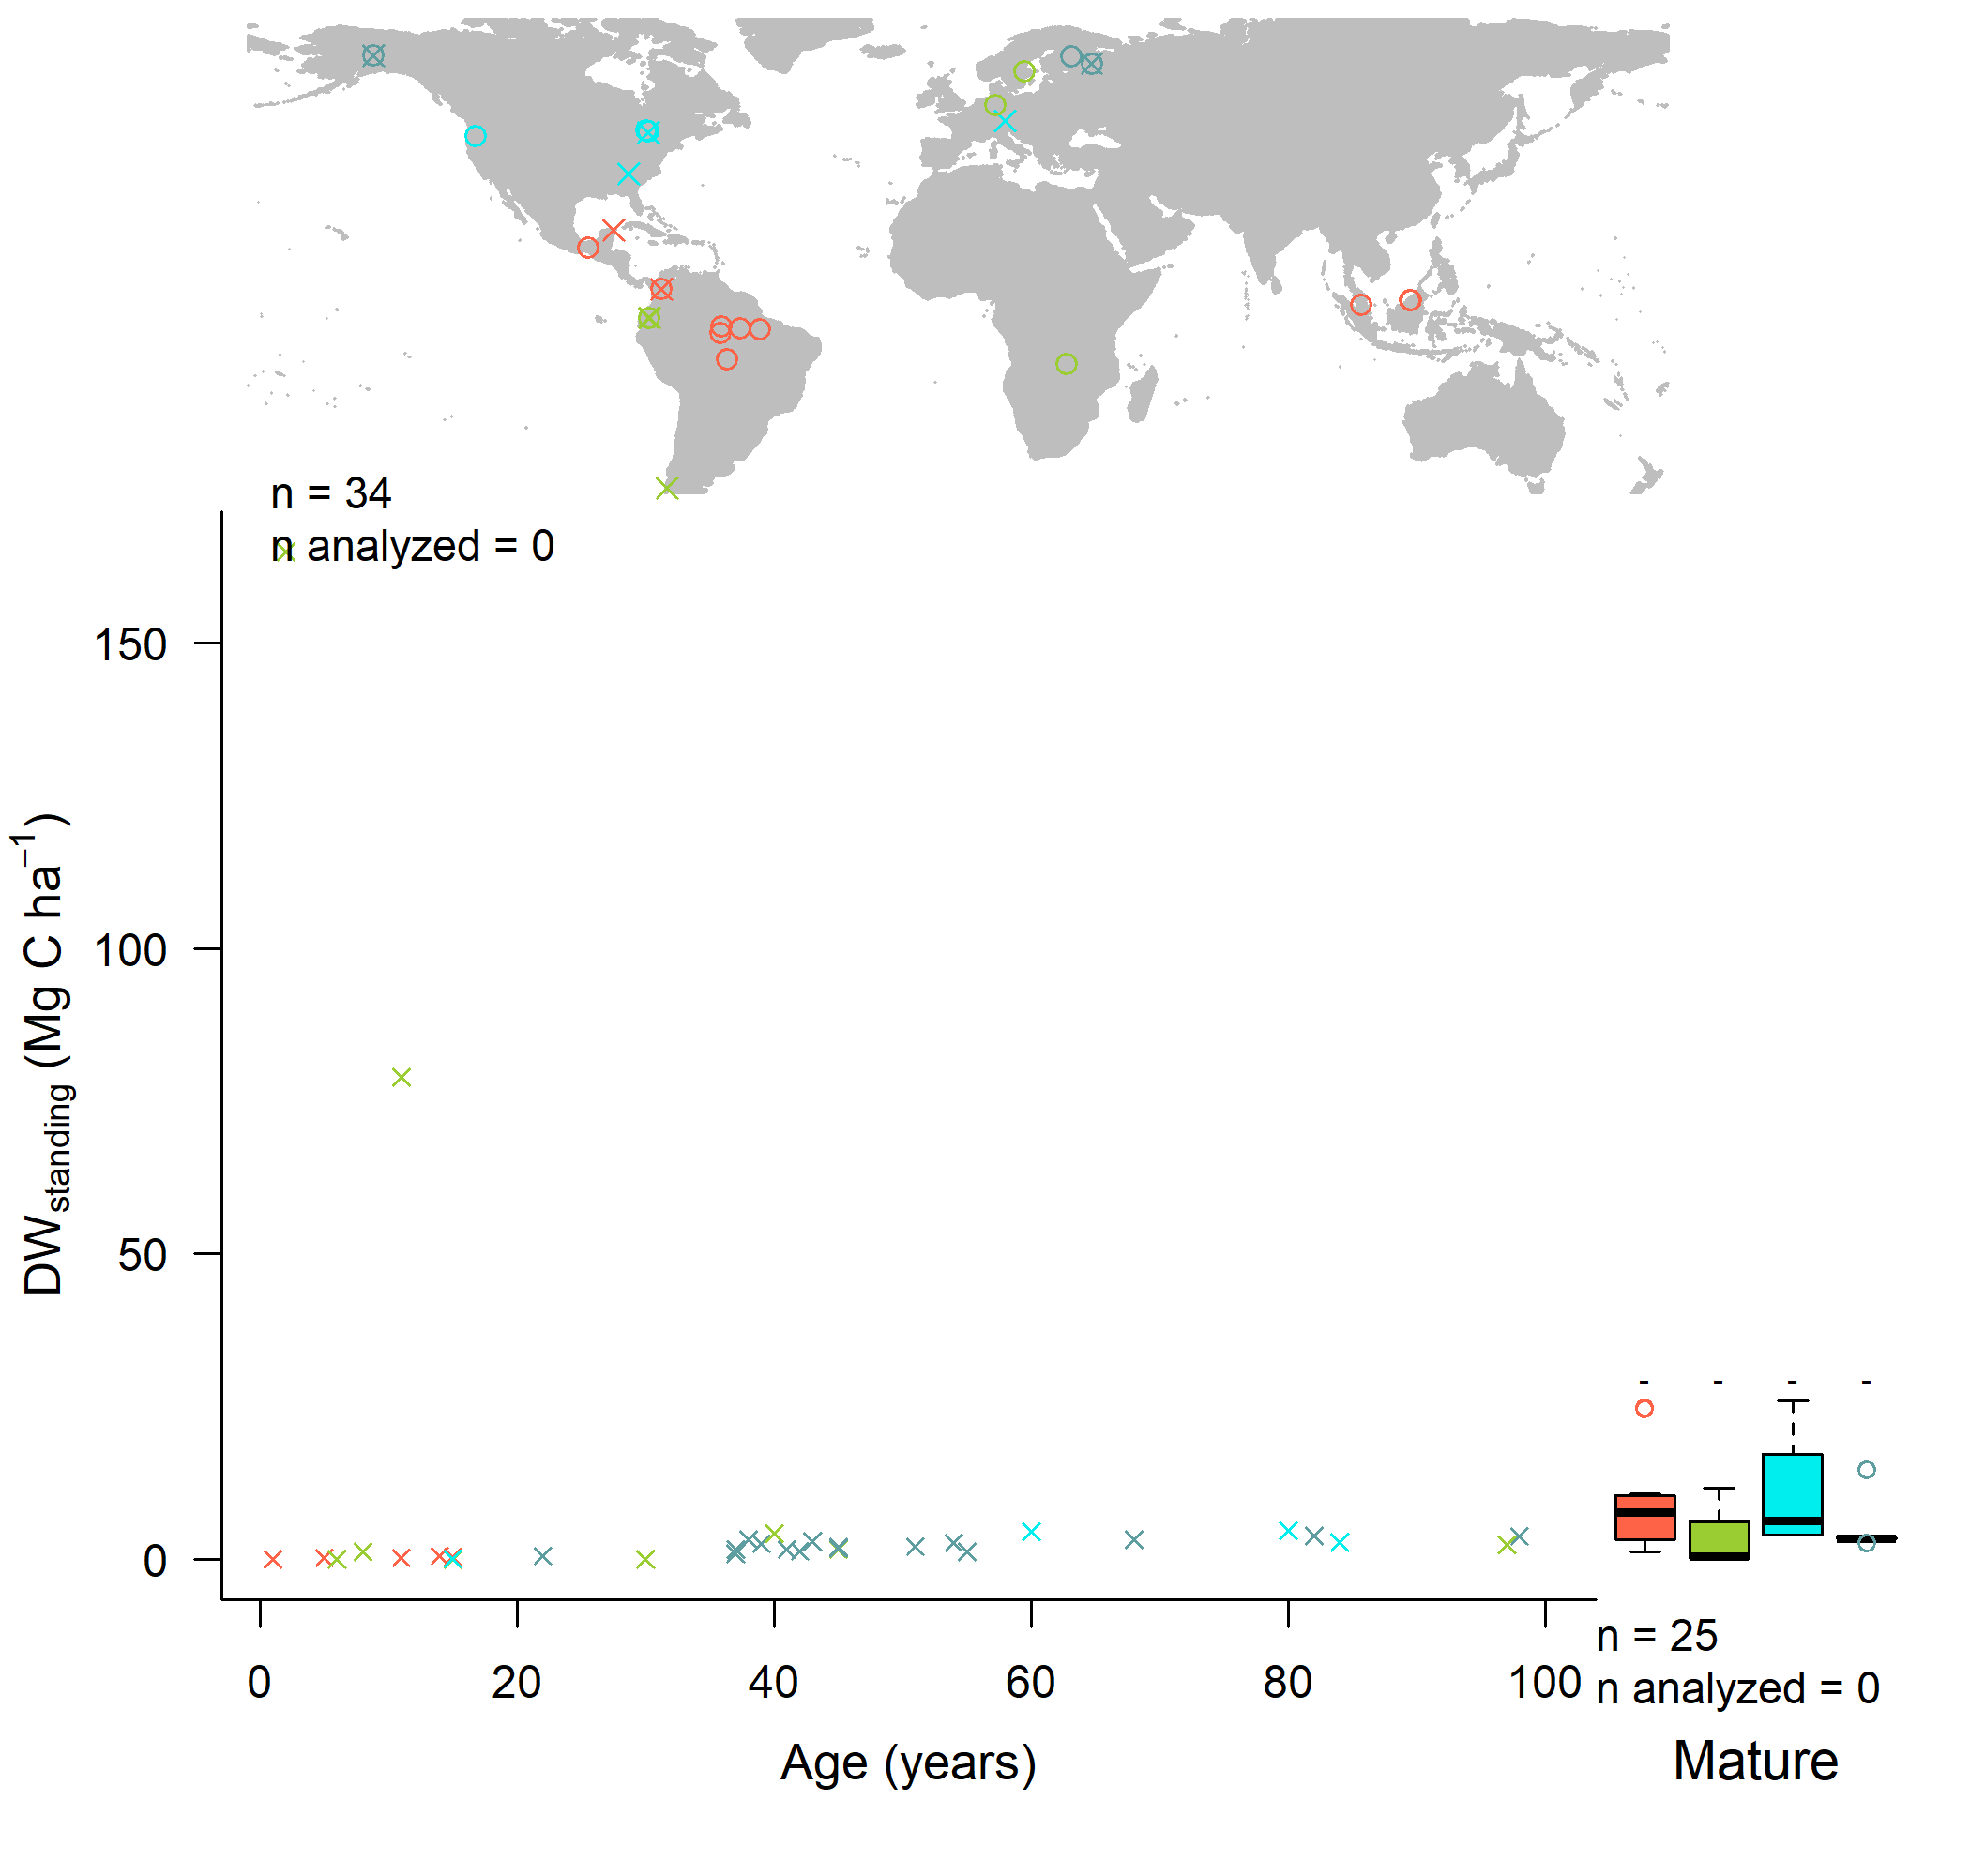 n = 34
n analyzed = 0
150
100
50
0
DWstanding (Mg C ha−1)
0 20 40 60 80 100
Age (years)
- - - -
n = 25
n analyzed = 0
Mature